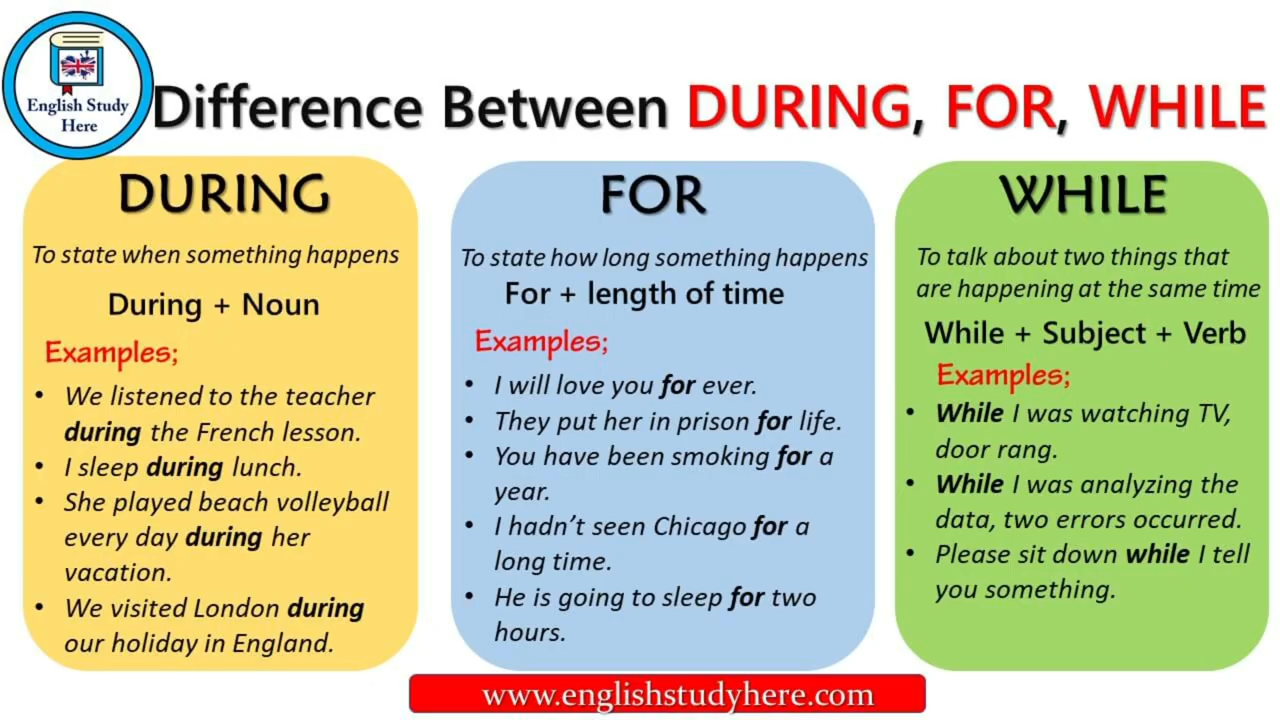 English Study
Here
Difference Between DURING, FOR, WHILE
DURING
To state when something happens
During + Noun
Examples;
• We listened to the teacher
during the French lesson.
• I sleep during lunch.
• She played beach volleyball
every day during her
vacation.
• We visited London during
our holiday in England.
FOR
To state how long something happens
For + length of time
Examples;
• I will love you for ever.
• They put her in prison for life.
• You have been smoking for a
year.
• I hadn’t seen Chicago for a
long time.
• He is going to sleep for two
hours.
WHILE
To talk about two things that
are happening at the same time
While + Subject + Verb
Examples;
• While I was watching TV,
door rang.
• While I was analyzing the
data, two errors occurred.
• Please sit down while I tell
you something.
www.englishstudyhere.com